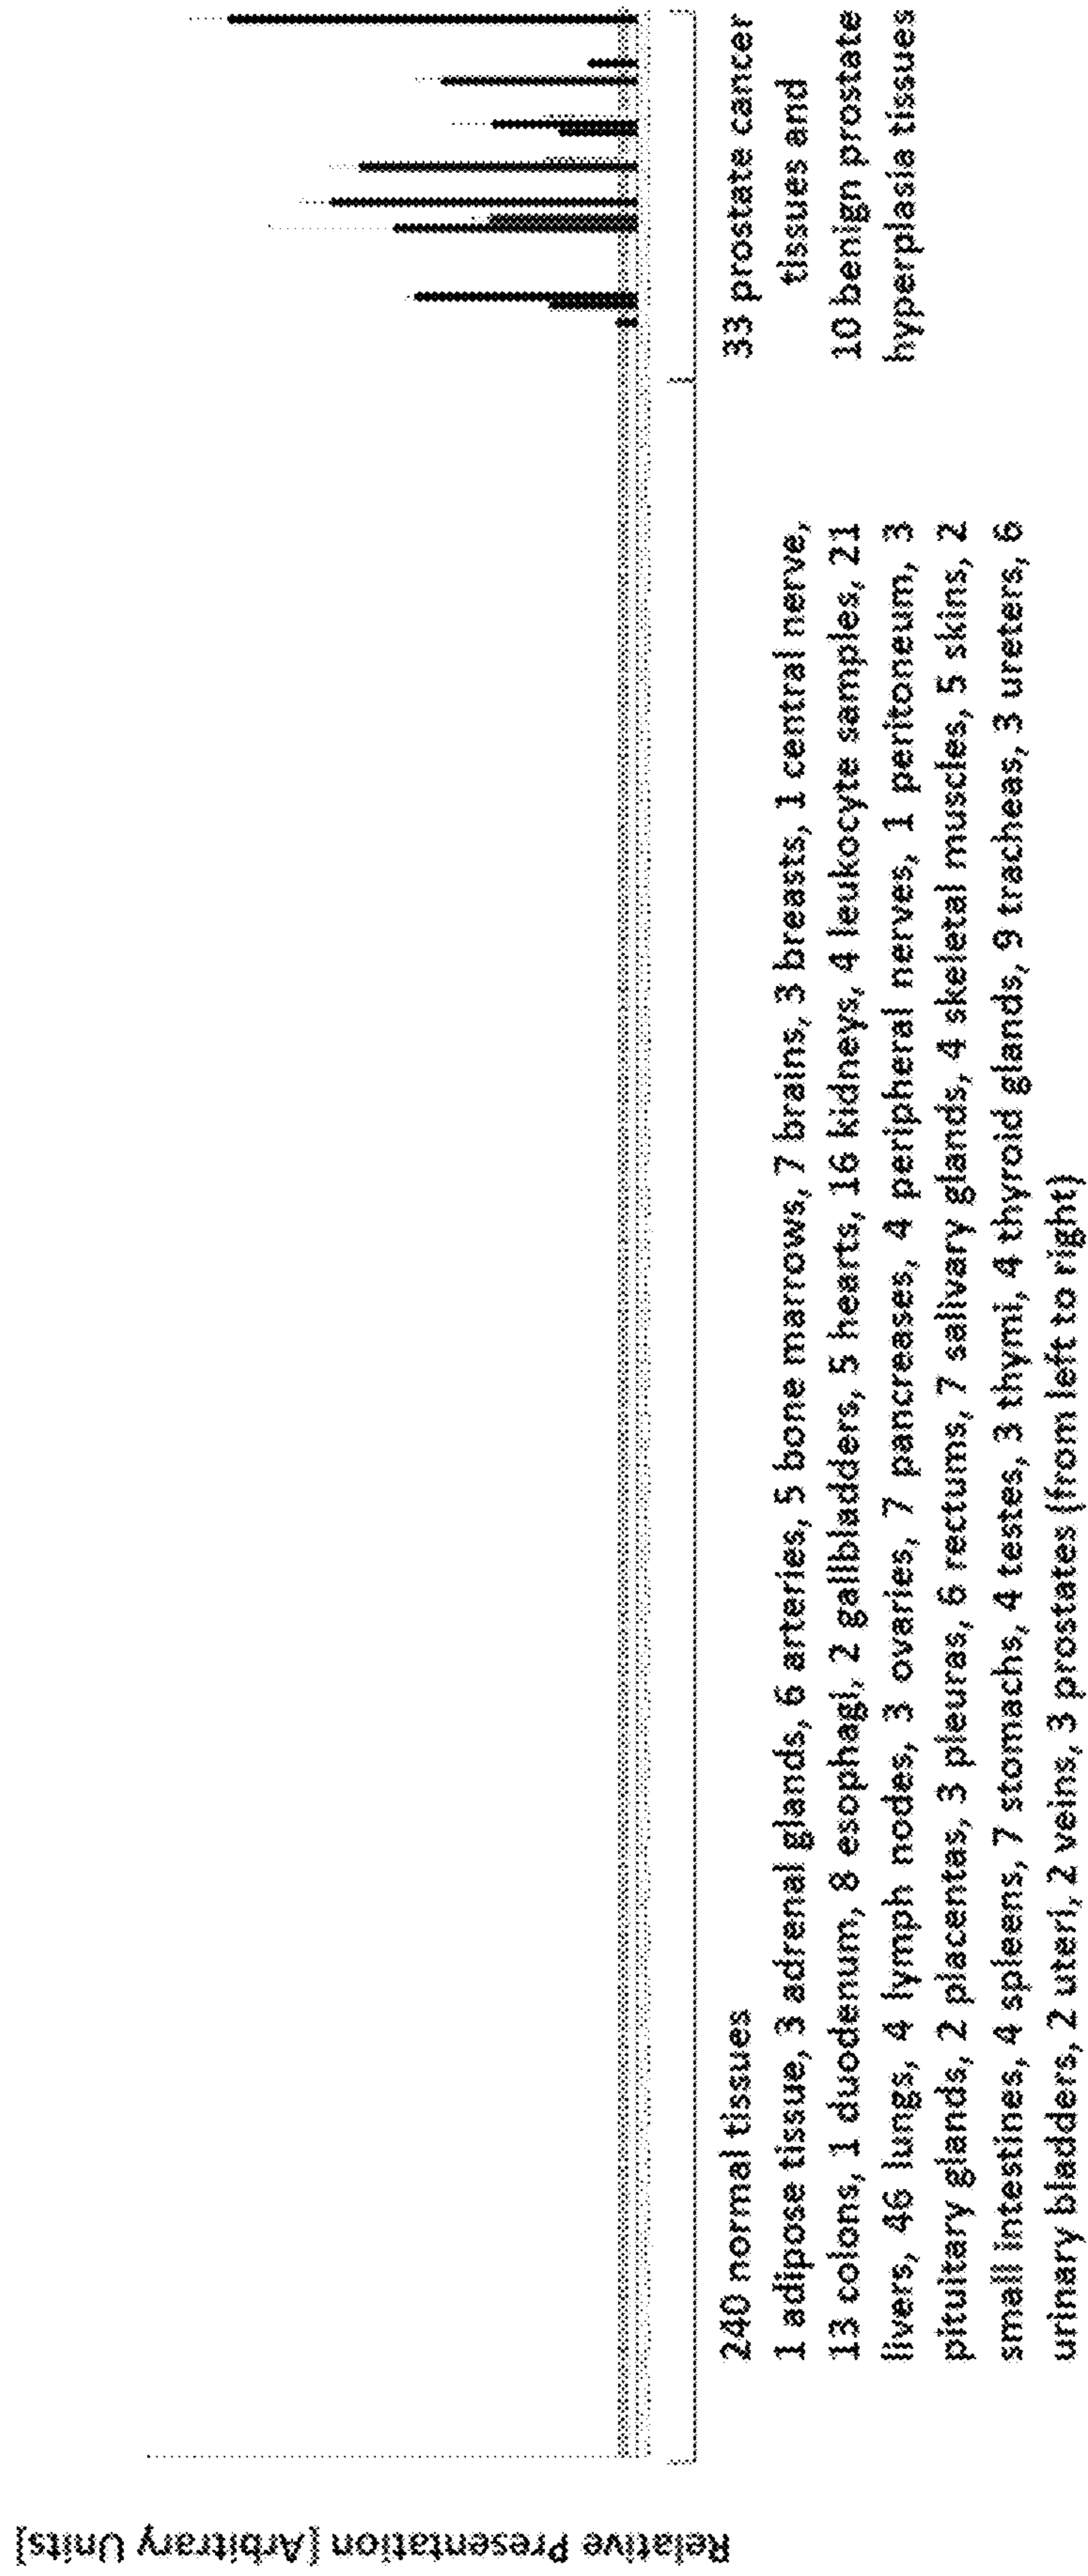 Relative Presentation [Arbitrary Units]
240 normal tissues
1 adipose tissue, 3 adrenal glands, 6 arteries, 5 bone marrows, 7 brains, 3 breasts, 1 central nerve,
13 colons, 1 duodenum, 8 esophagi, 2 gallbladders, 5 hearts, 16 kidneys, 4 leukocyte samples, 21
livers, 46 lungs, 4 lymph nodes, 3 ovaries, 7 pancreases, 4 peripheral nerves, 1 peritoneum, 3
pituitary glands, 2 placentas, 3 pleuras, 6 rectums, 7 salivary glands, 4 skeletal muscles, 5 skins, 2
small intestines, 4 spleens, 7 stomachs, 4 testes, 3 thymi, 4 thyroid glands, 9 tracheas, 3 ureters, 6
urinary bladders, 2 uteri, 2 veins, 3 prostates (from left to right)
33 prostate cancer
tissues and
10 benign prostate
hyperplasia tissues